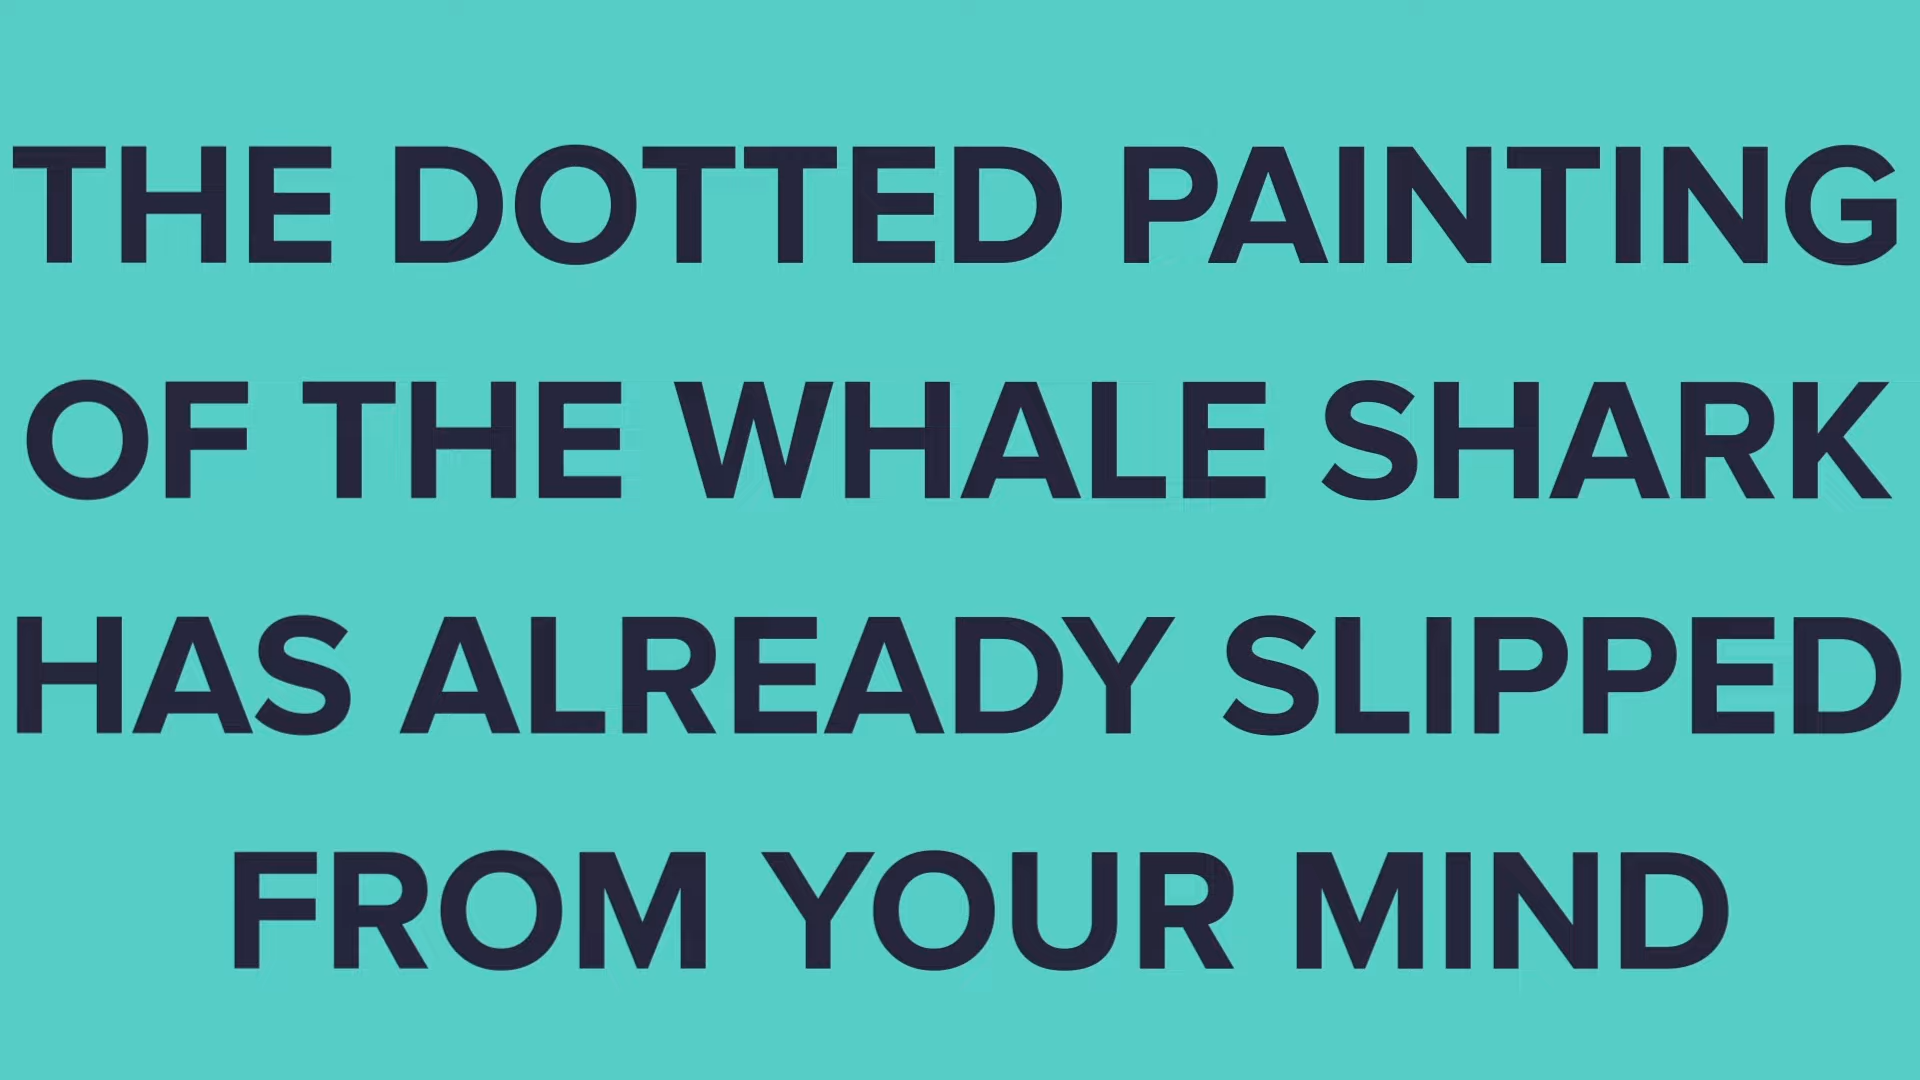 THE DOTTED PAINTING
OF THE WHALE SHARK
HAS ALREADY SLIPPED
FROM YOUR MIND